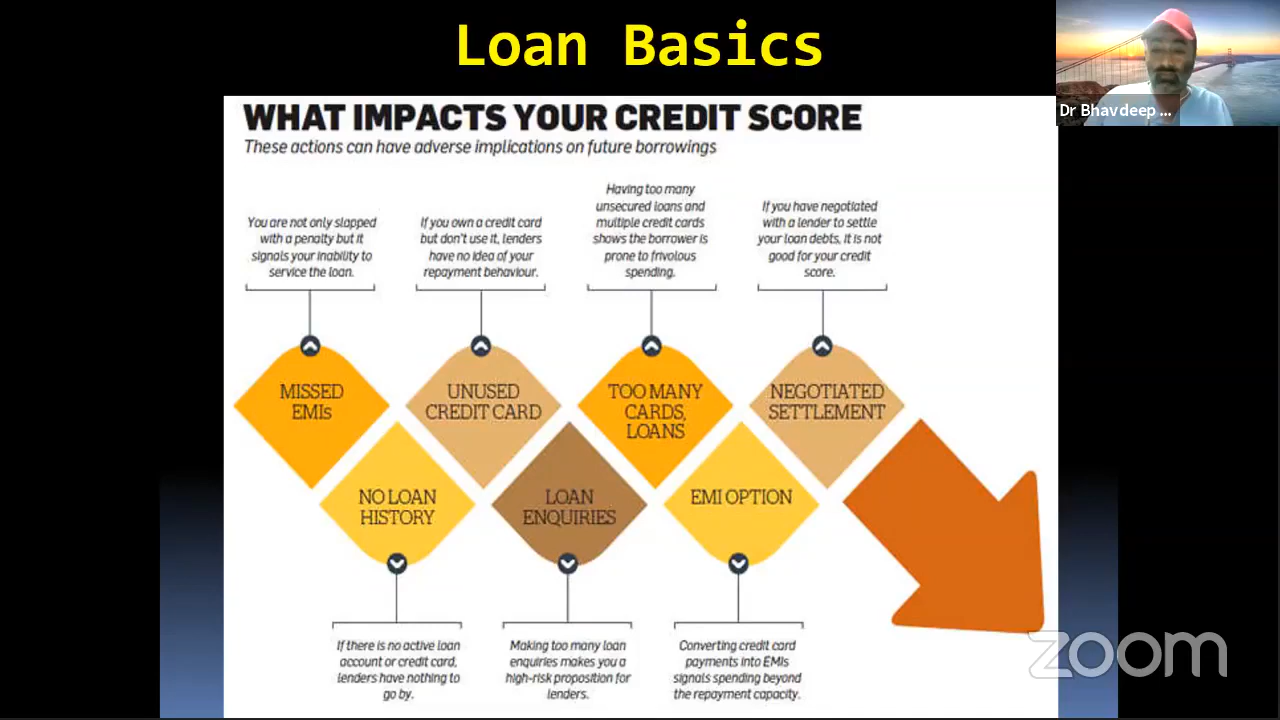 Loan Basics
Dr Bhavdeep ...
WHAT IMPACTS YOUR CREDIT SCORE
These actions can have adverse implications on future borrowings
You are not only slapped
with a penalty but it
signals your inability to
service the loan.
If you own a credit card
but don't use it, lenders
have no idea of your
repayment behaviour.
Having too many
unsecured loans and
multiple credit cards
shows the borrower is
prone to frivolous
spending.
If you have negotiated
with a lender to settle
your loan debts, it is not
good for your credit
score.
MISSED
EMIs
UNUSED
CREDIT CARD
TOO MANY
CARDS,
LOANS
NEGOTIATED
SETTLEMENT
NO LOAN
HISTORY
LOAN
ENQUIRIES
EMI OPTION
If there is no active loan
account or credit card,
lenders have nothing to
go by.
Making too many loan
enquiries makes you a
high-risk proposition for
lenders.
Converting credit card
payments into EMIs
signals spending beyond
the repayment capacity.
zoom